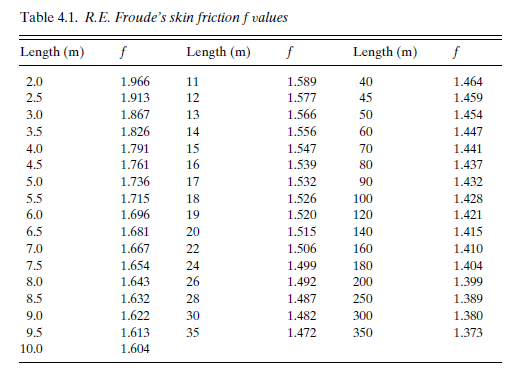 Table 4.1. R.E. Froude's skin friction f values
Length (m) f Length (m) f Length (m) f
2.0 1.966 11 1.589 40 1.464
2.5 1.913 12 1.577 45 1.459
3.0 1.867 13 1.566 50 1.454
3.5 1.826 14 1.556 60 1.447
4.0 1.791 15 1.547 70 1.441
4.5 1.761 16 1.539 80 1.437
5.0 1.736 17 1.532 90 1.432
5.5 1.715 18 1.526 100 1.428
6.0 1.696 19 1.520 120 1.421
6.5 1.681 20 1.515 140 1.415
7.0 1.667 22 1.506 160 1.410
7.5 1.654 24 1.499 180 1.404
8.0 1.643 26 1.492 200 1.399
8.5 1.632 28 1.487 250 1.389
9.0 1.622 30 1.482 300 1.380
9.5 1.613 35 1.472 350 1.373
10.0 1.604